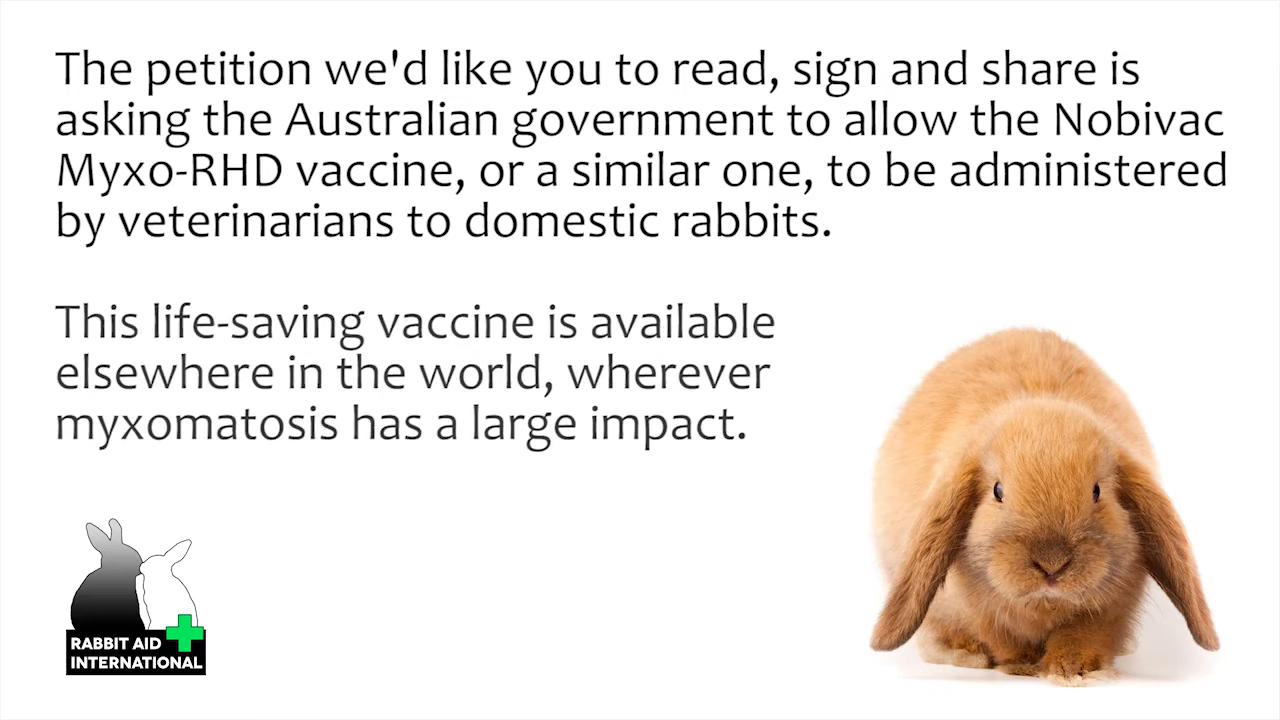 The petition we'd like you to read, sign and share is
asking the Australian government to allow the Nobivac
Myxo-RHD vaccine, or a similar one, to be administered
by veterinarians to domestic rabbits.
This life-saving vaccine is available
elsewhere in the world, wherever
myxomatosis has a large impact.
RABBIT AID
INTERNATIONAL